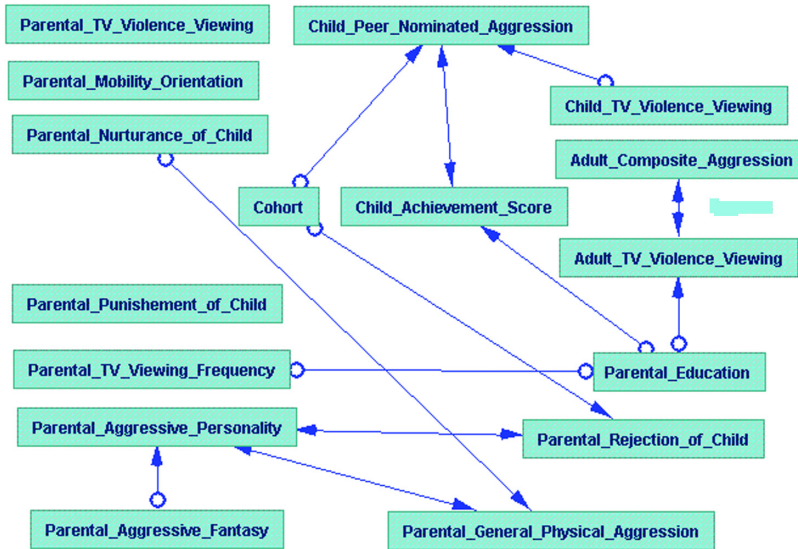 Parental_TV_Violence_Viewing
Child_Peer_Nominated_Aggression
Parental_Mobility_Orientation
Child_TV_Violence_Viewing
Parental_Nurturance_of_Child
Adult_Composite_Aggression
Cohort
Child_Achievement_Score
Adult_TV_Violence_Viewing
Parental_Punishement_of_Child
Parental_TV_Viewing_Frequency
Parental_Education
Parental_Aggressive_Personality
Parental_Rejection_of_Child
Parental_Aggressive_Fantasy
Parental_General_Physical_Aggression